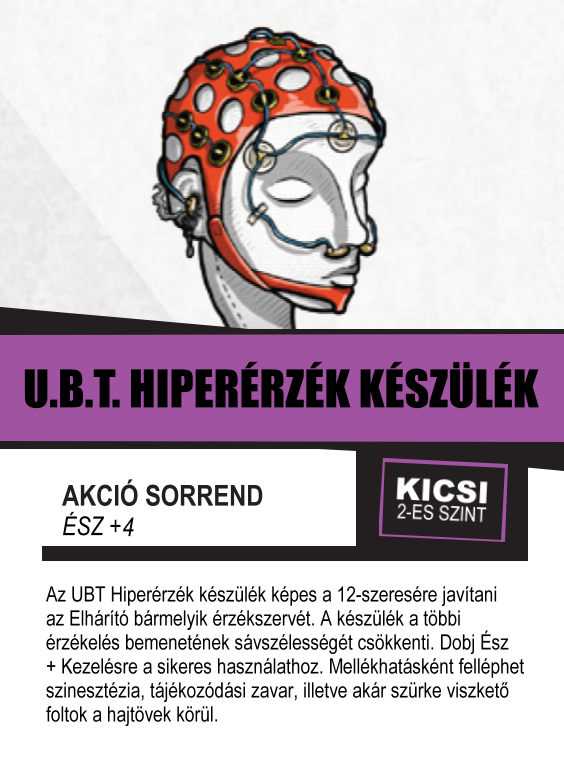 U.B.T. HIPERÉRZÉK KÉSZÜLÉK
AKCIÓ SORREND
ÉSZ +4
KICSI
2-ES SZINT
Az UBT Hiperérzék készülék képes a 12-szeresére javítani
az Elhárító bármelyik érzékszervét. A készülék a többi
érzékelés bemenetének sávszélességét csökkenti. Dobj Ész
+ Kezelésre a sikeres használathoz. Mellékhatásként felléphet
szinesztézia, tájékozódási zavar, illetve akár szürke viszkető
foltok a hajtövek körül.